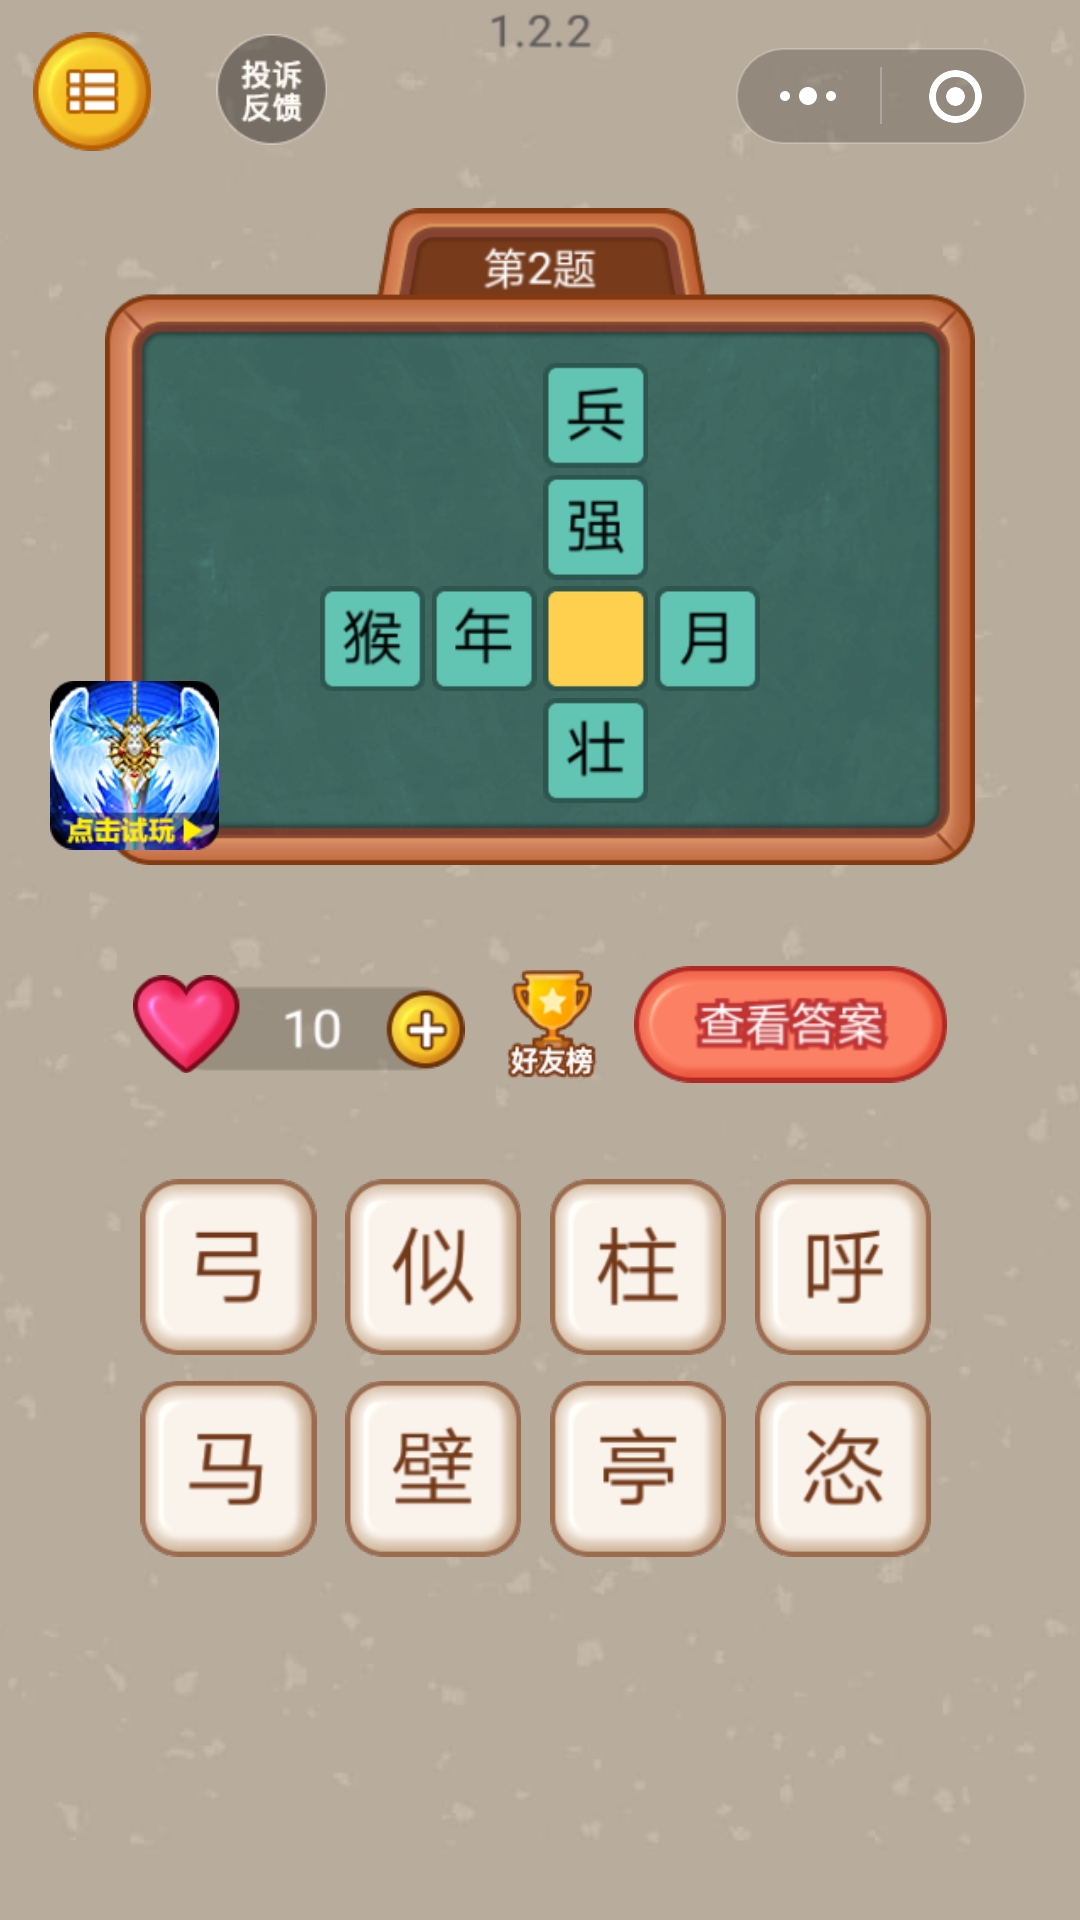 1.2.2
投诉
反馈
第2题
兵
强
猴年 月
壮
点击试玩
10
好友榜
查看答案
弓 似 柱 呼
马 壁 亭 恣